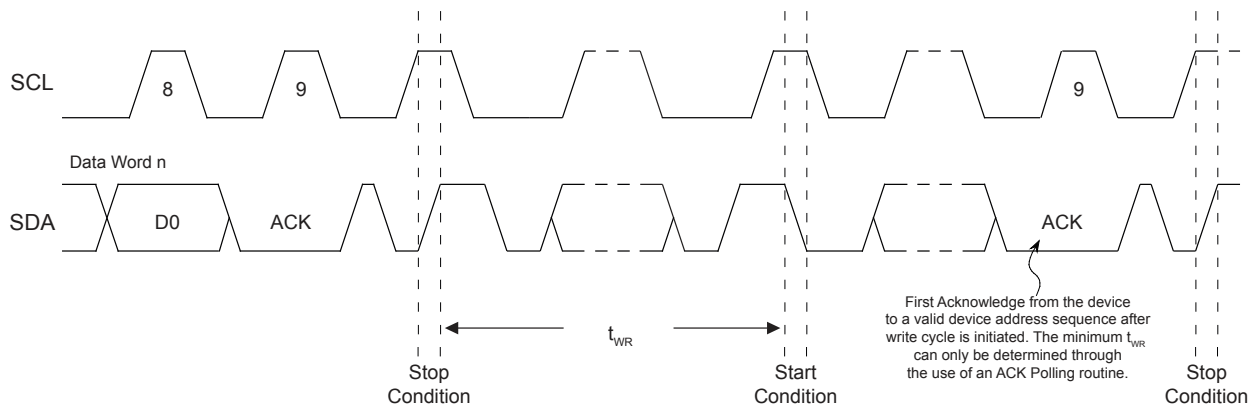 SCL
8
9
9
Data Word n
SDA
D0
ACK
ACK
First Acknowledge from the device
to a valid device address sequence after
write cycle is initiated. The minimum tWR
can only be determined through
the use of an ACK Polling routine.
tWR
Stop
Condition
Start
Condition
Stop
Condition